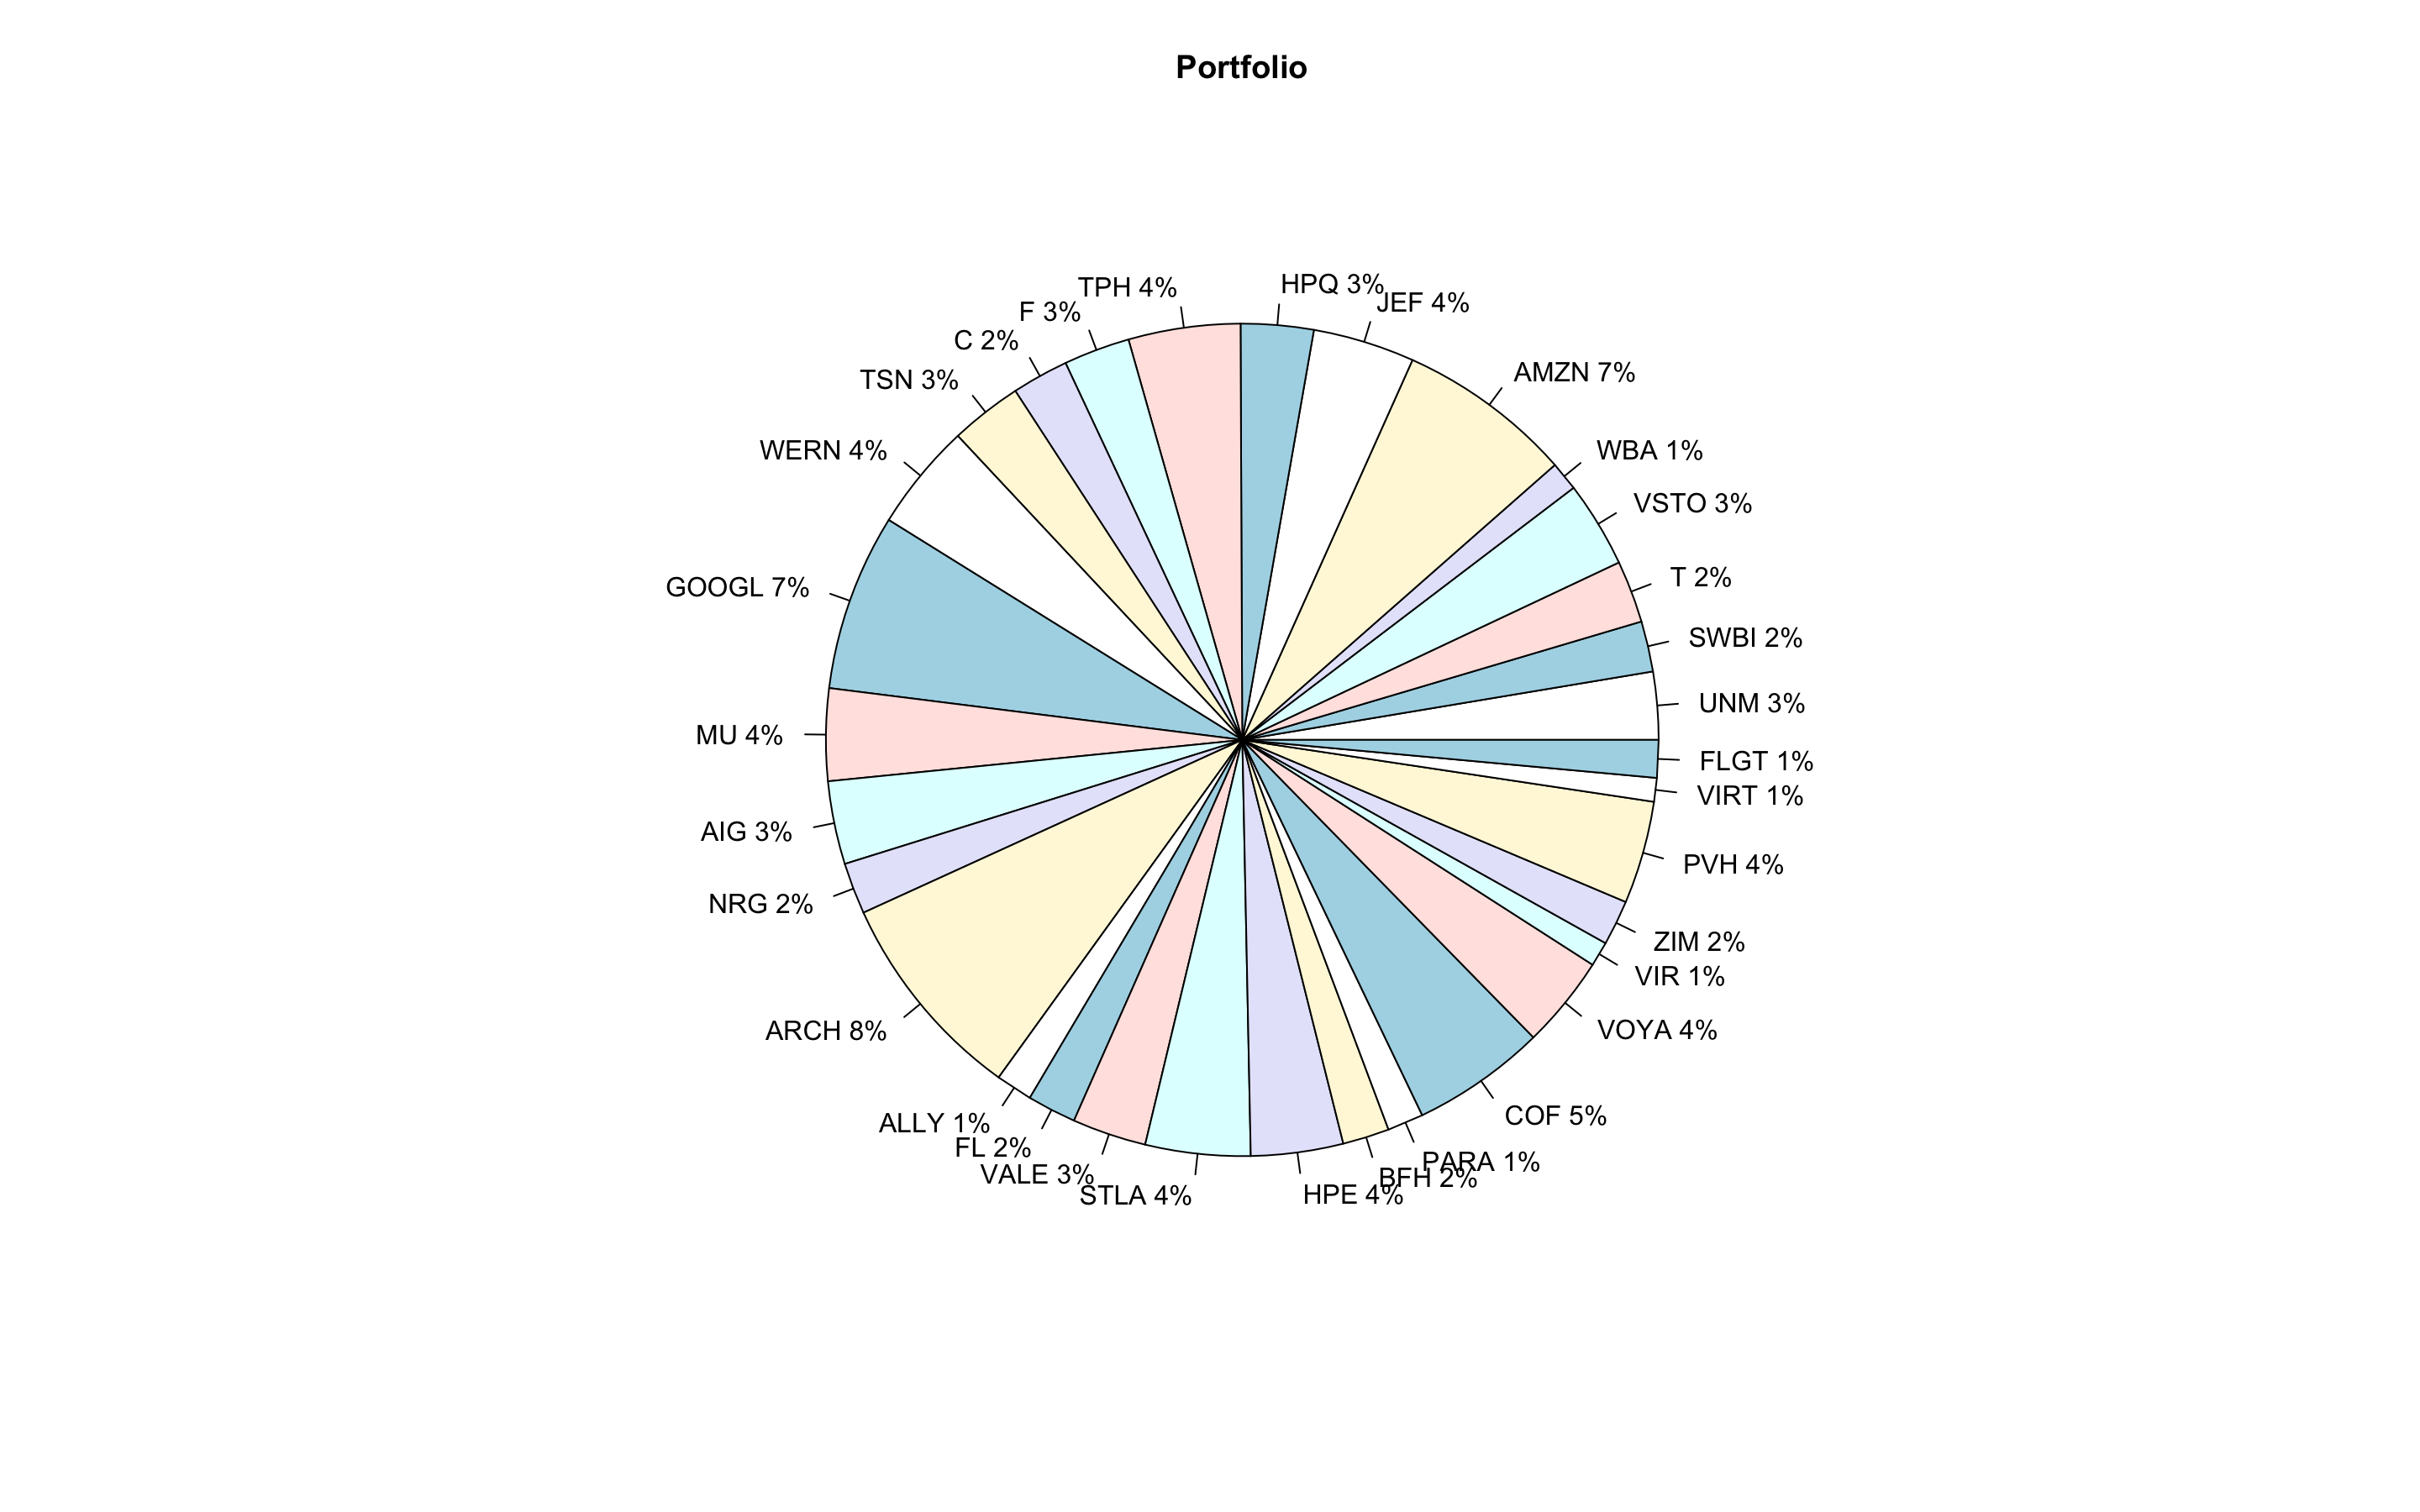 Portfolio
HPQ 3%
JEF 4%
AMZN 7%
WBA 1%
VSTO 3%
T 2%
SWBI 2%
UNM 3%
FLGT 1%
VIRT 1%
PVH 4%
ZIM 2%
VIR 1%
VOYA 4%
COF 5%
PARA 1%
BFH 2%
HPE 4%
STLA 4%
VALE 3%
FL 2%
ALLY 1%
ARCH 8%
NRG 2%
AIG 3%
MU 4%
GOOGL 7%
WERN 4%
TSN 3%
C 2%
F 3%
TPH 4%